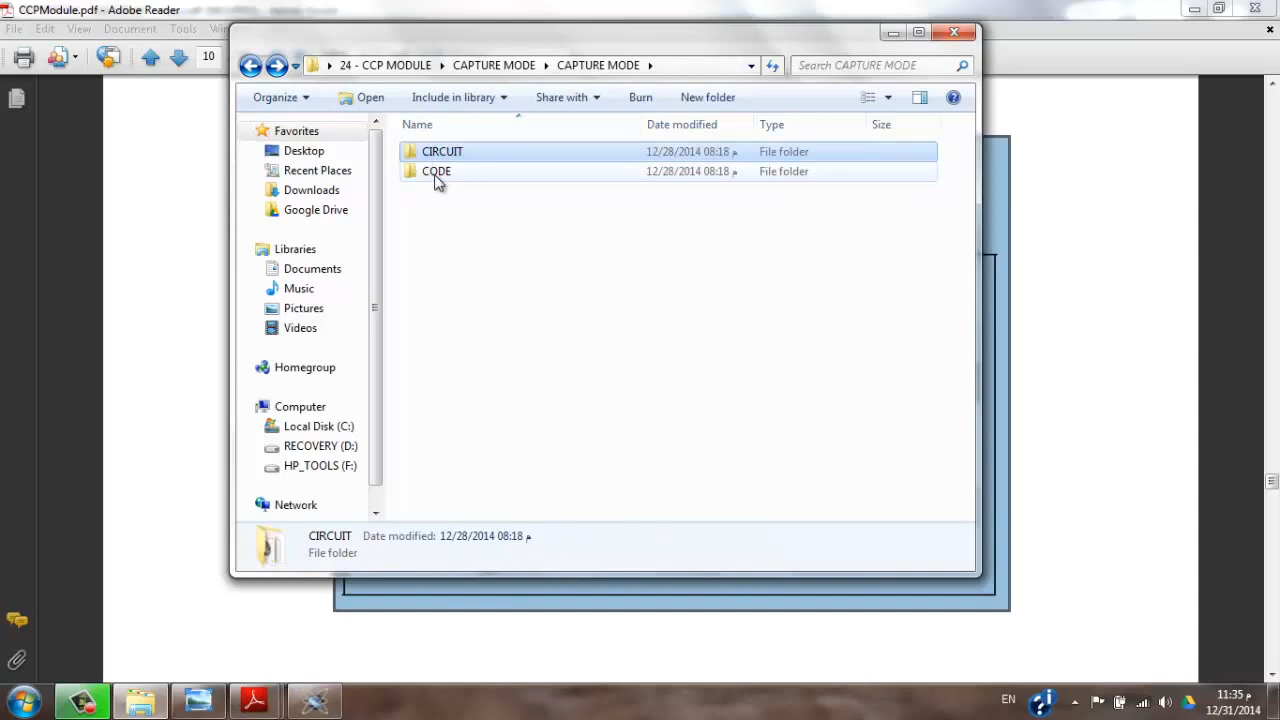 CCPModule.pdf - Adobe Reader
File Edit View Document Tools
10
24 - CCP MODULE CAPTURE MODE CAPTURE MODE
Search CAPTURE MODE
Organize Open Include in library Share with Burn New folder
Name Date modified Type Size
CIRCUIT 12/28/2014 08:18 م File folder
CODE 12/28/2014 08:18 م File folder
Favorites
Desktop
Recent Places
Downloads
Google Drive
Libraries
Documents
Music
Pictures
Videos
Homegroup
Computer
Local Disk (C:)
RECOVERY (D:)
HP_TOOLS (F:)
Network
CIRCUIT Date modified: 12/28/2014 08:18 م
File folder
EN
11:35 م
12/31/2014